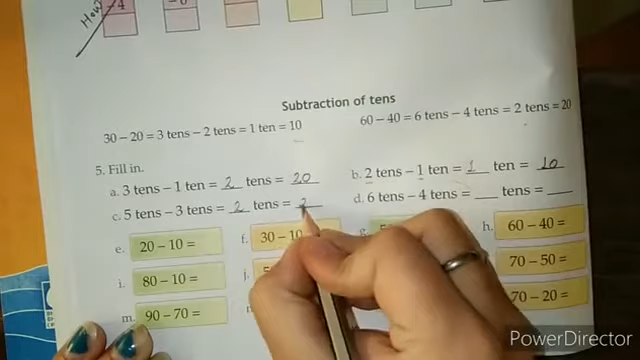 How?
- 4
Subtraction of tens
30 – 20 = 3 tens – 2 tens = 1 ten = 10
60 – 40 = 6 tens – 4 tens = 2 tens = 20
5. Fill in.
a. 3 tens – 1 ten = 2 tens = 20
b. 2 tens – 1 ten = 1 ten = 10
c. 5 tens – 3 tens = 2 tens = 2
d. 6 tens – 4 tens = ___ tens = ___
e. 20 – 10 =
f. 30 – 10
g.
h. 60 – 40 =
i. 80 – 10 =
j.
70 – 50 =
m. 90 – 70 =
70 – 20 =
PowerDirector